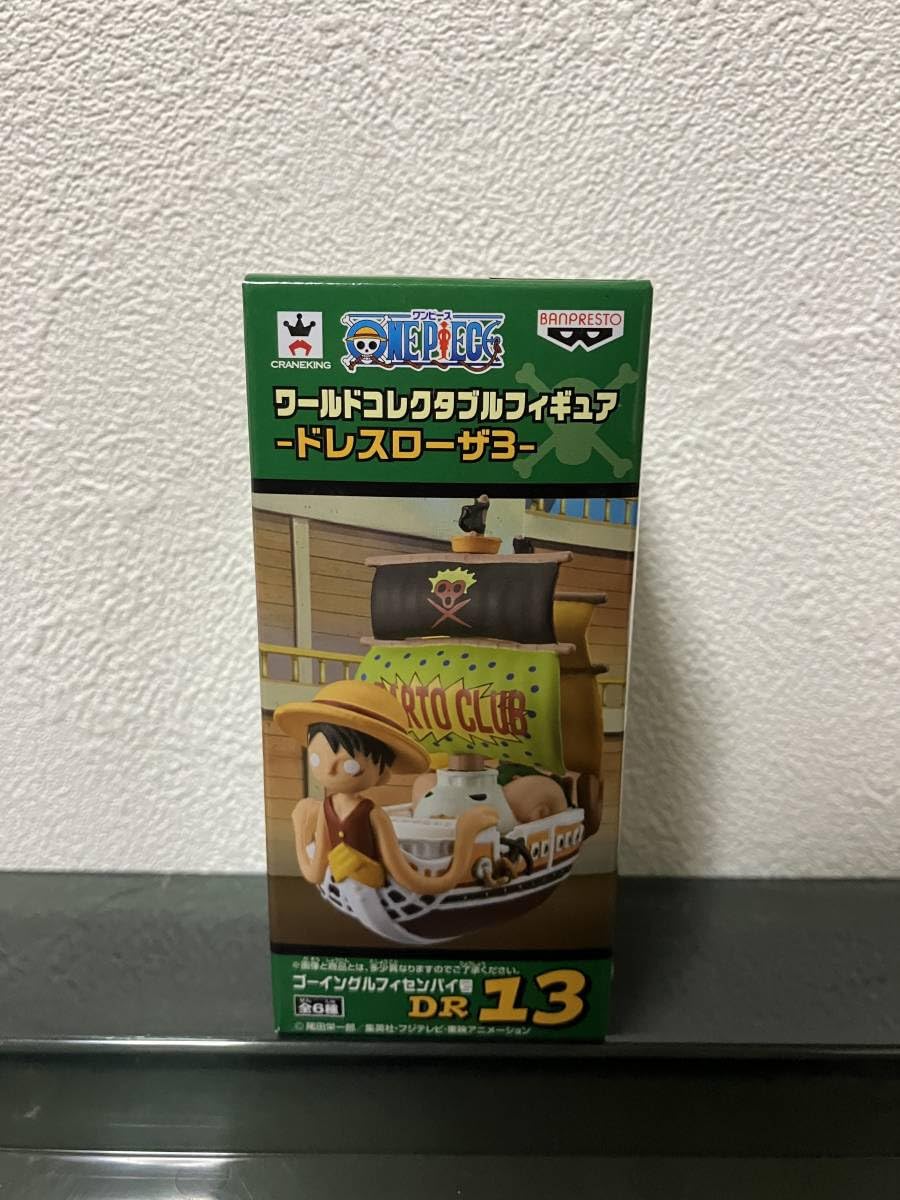 CRANEKING
ワンピース
ONE PIECE
BANPRESTO
ワールドコレクタブルフィギュア
-ドレスローザ3-
ERTO CLUB
※画像と商品とは、多少異なりますのでご了承ください。
ゴーイングルフィセンパイ号
全6種
DR 13
© 尾田栄一郎/集英社・フジテレビ・東映アニメーション